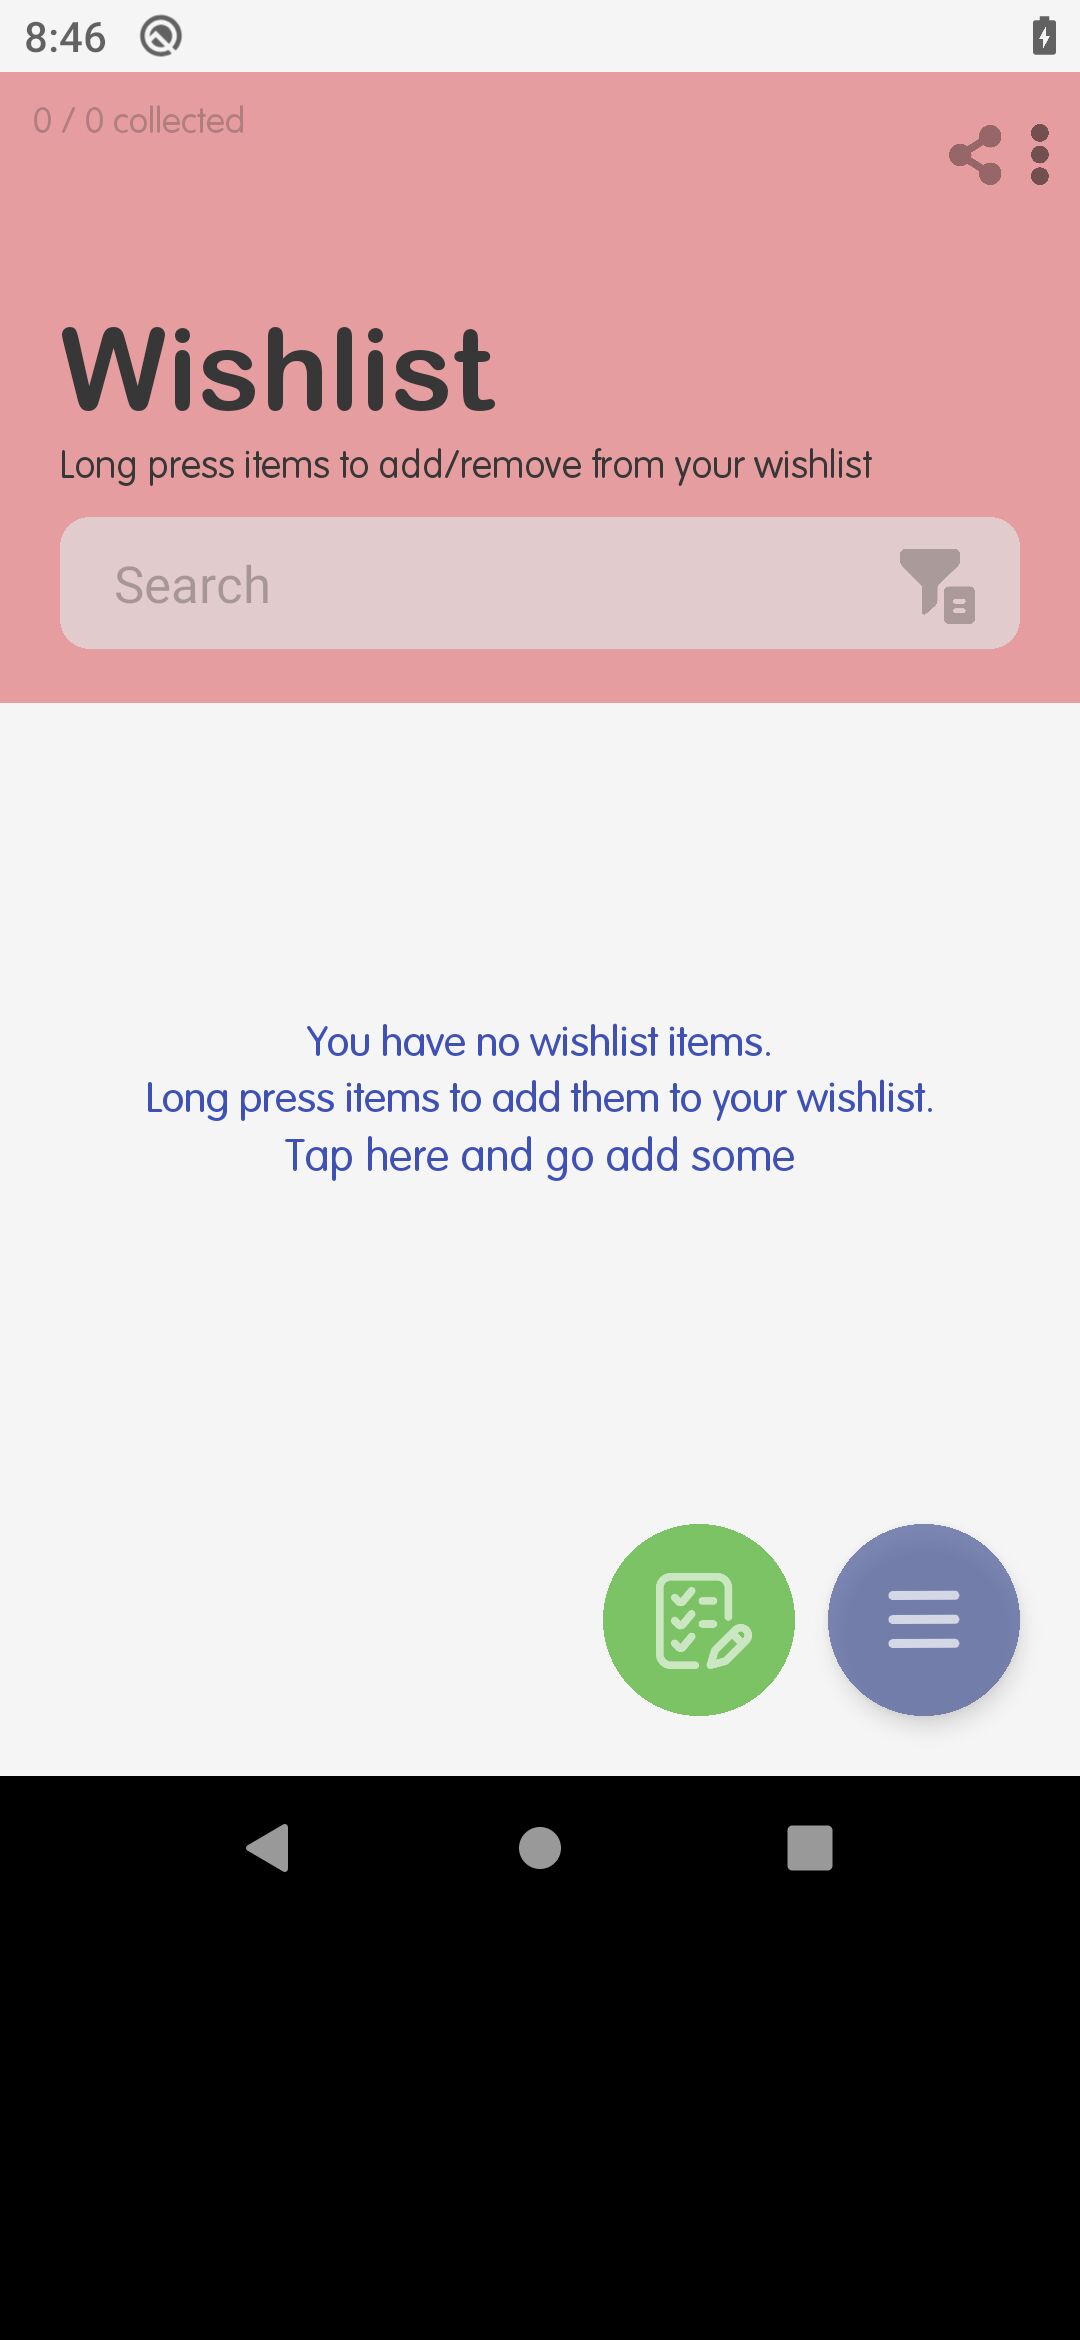 8:46
0 / 0 collected
Wishlist
Long press items to add/remove from your wishlist
Search
You have no wishlist items.
Long press items to add them to your wishlist.
Tap here and go add some